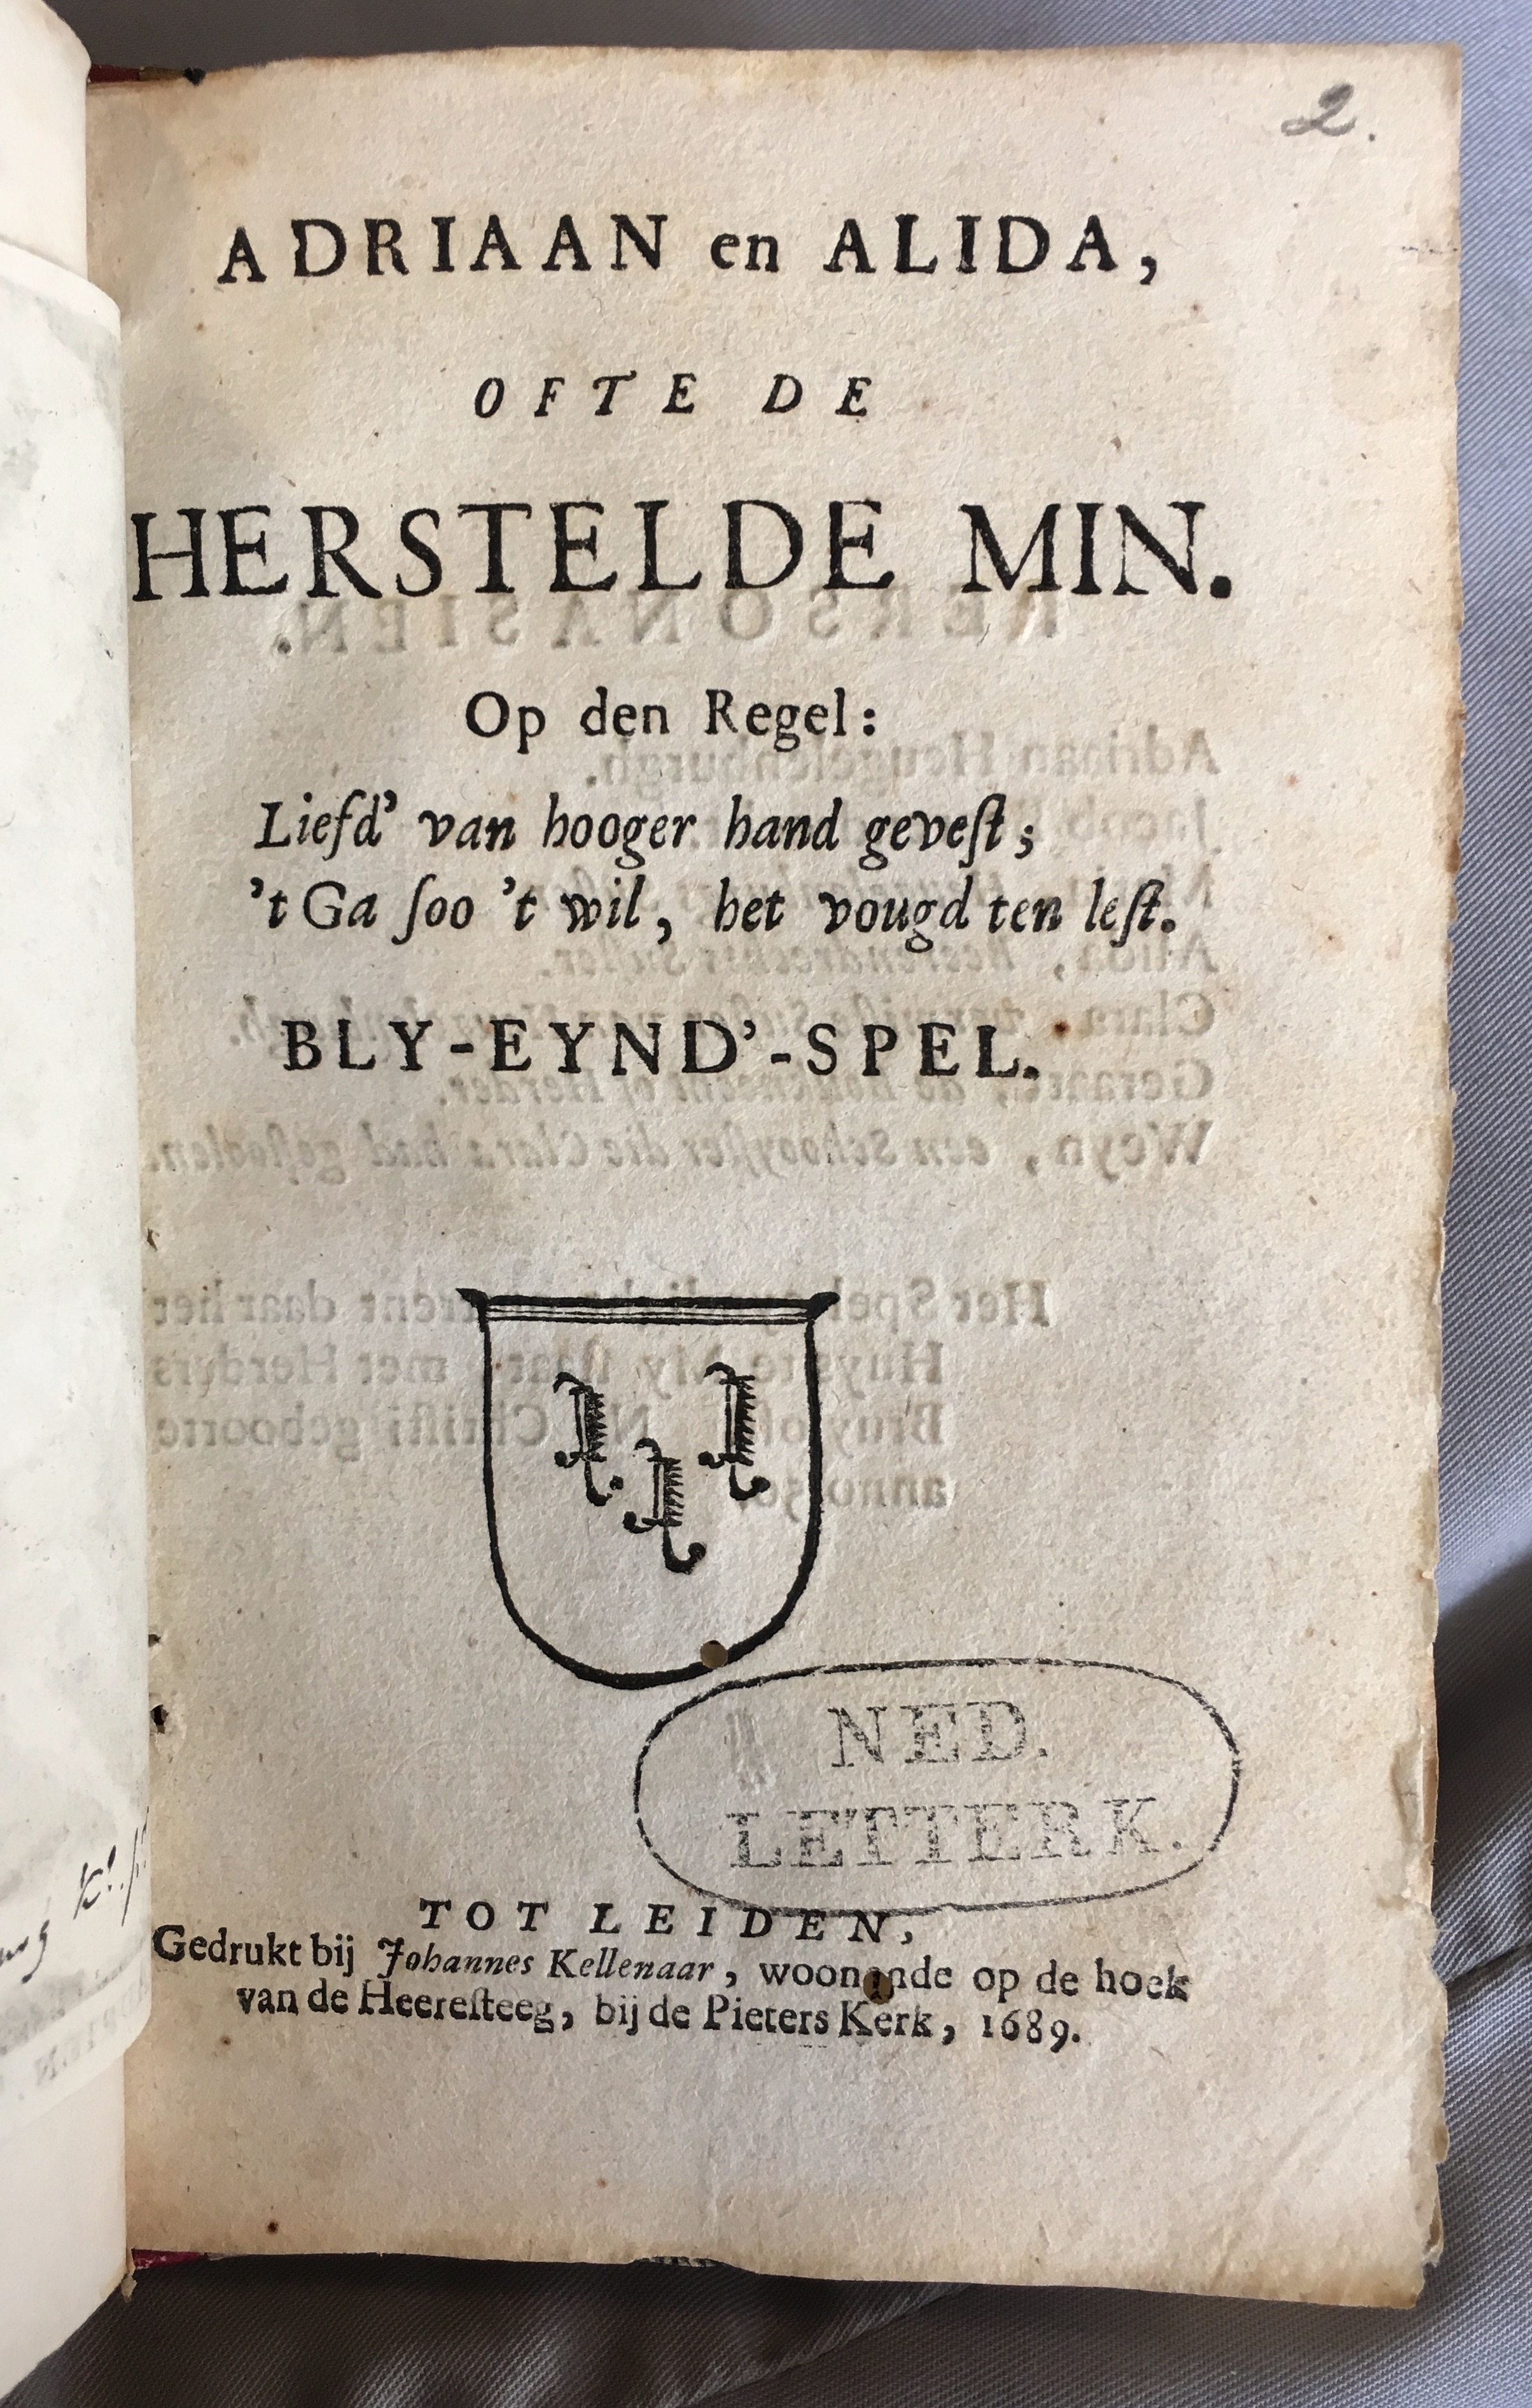 2.
ADRIAAN en ALIDA,
OFTE DE
HERSTELDE MIN.
Op den Regel:
Liefd' van hooger hand geveſt;
't Ga ſoo 't wil, het vougd ten leſt.
BLY-EYND'-SPEL.
NED.
LETTERK.
TOT LEIDEN,
Gedrukt bij Johannes Kellenaar, woonande op de hoek
van de Heereſteeg, bij de Pieters Kerk, 1689.